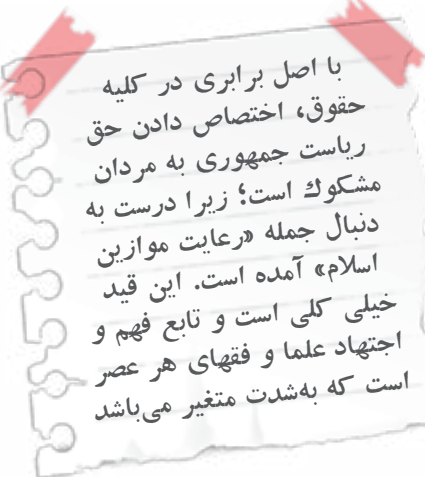 با اصل برابری در کلیه
حقوق، اختصاص دادن حق
ریاست جمهوری به مردان
مشكوك است؛ زیرا درست به
دنبال جمله «رعایت موازین
اسلام» آمده است. این قید
خیلی کلی است و تابع فهم و
اجتهاد علما و فقهای هر عصر
است که به‌شدت متغیر می‌باشد